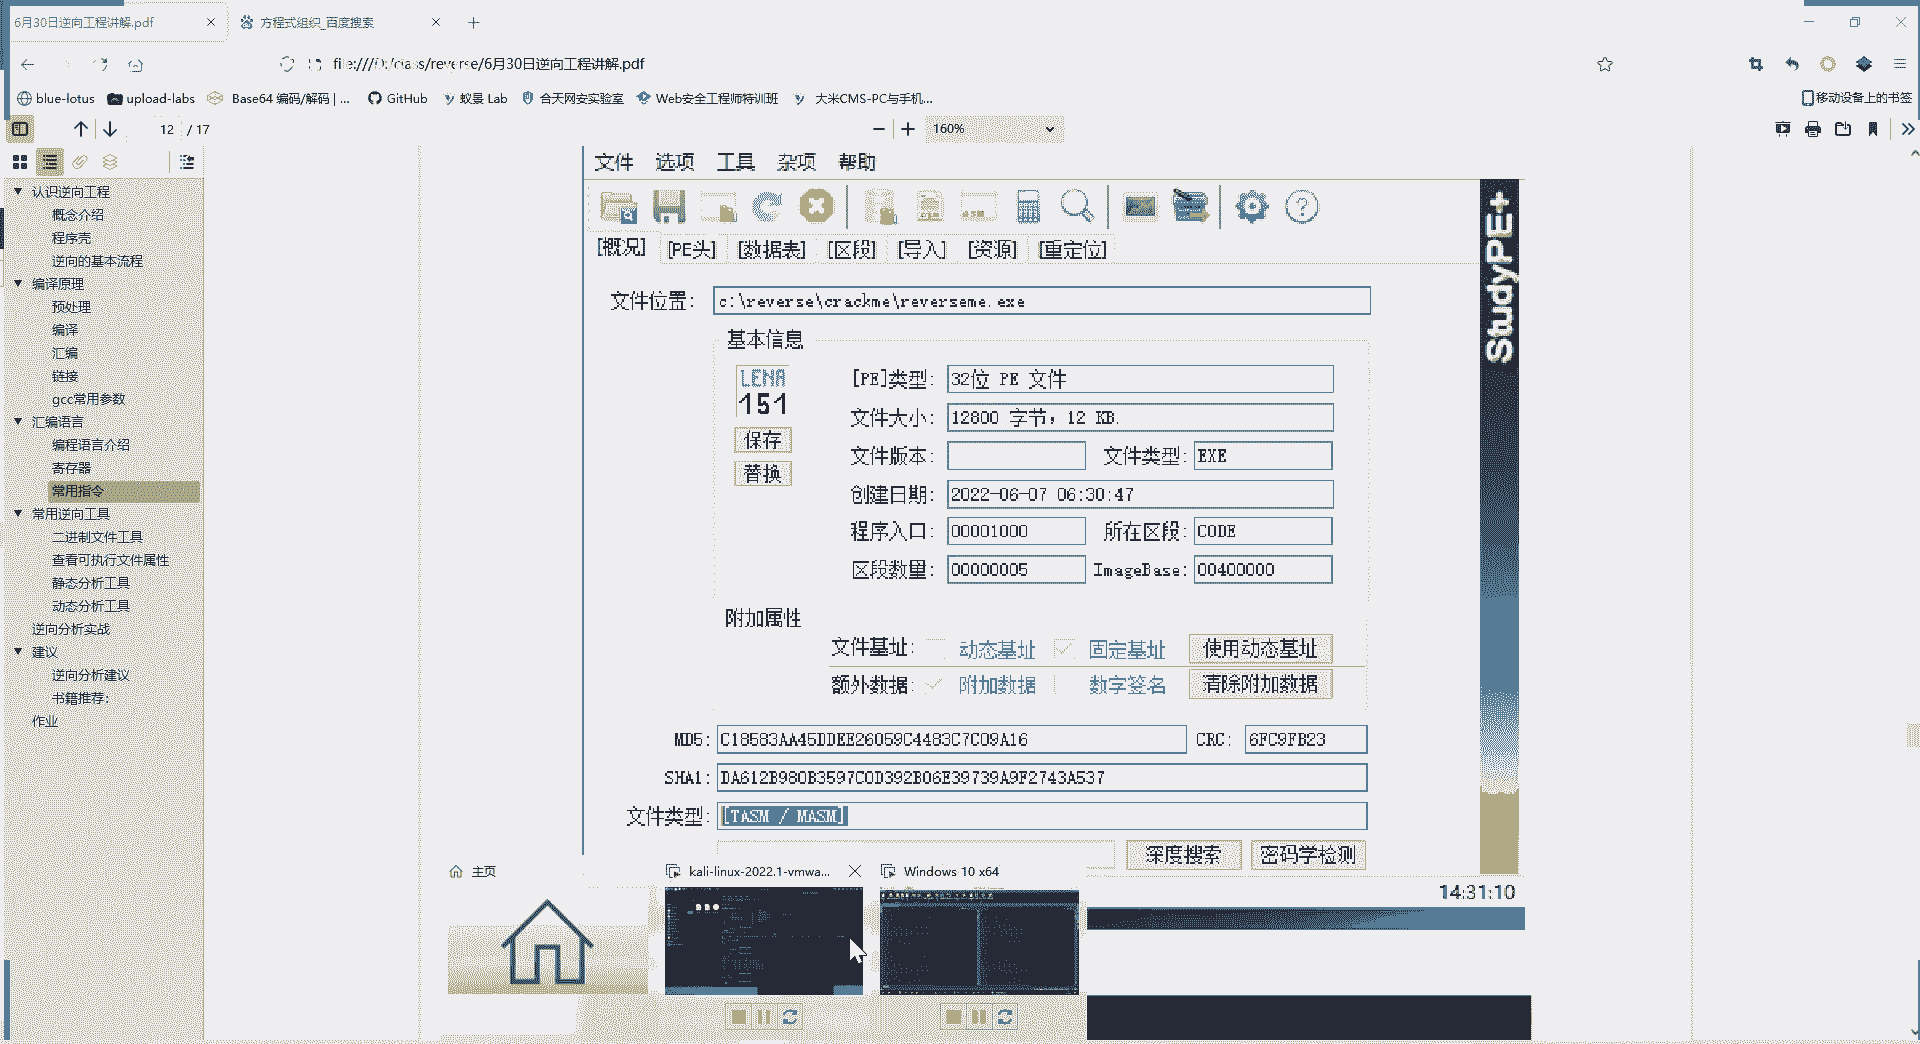 6月30日逆向工程讲解.pdf
方程式组织_百度搜索
file:///D:/class/reverse/6月30日逆向工程讲解.pdf
blue-lotus
upload-labs
Base64 编码/解码 | ...
GitHub
蚁景 Lab
合天网安实验室
Web安全工程师特训班
大米CMS-PC与手机...
移动设备上的书签
12 / 17
160%
认识逆向工程
概念介绍
程序壳
逆向的基本流程
编译原理
预处理
编译
汇编
链接
gcc常用参数
汇编语言
编程语言介绍
寄存器
常用指令
常用逆向工具
二进制文件工具
查看可执行文件属性
静态分析工具
动态分析工具
逆向分析实战
建议
逆向分析建议
书籍推荐:
作业
文件 选项 工具 杂项 帮助
[概况] [PE头] [数据表] [区段] [导入] [资源] [重定位]
StudyPE+
文件位置: c:\reverse\crackme\reverseme.exe
基本信息
LENA
151
保存
替换
[PE]类型: 32位 PE 文件
文件大小: 12800 字节, 12 KB.
文件版本: 文件类型: EXE
创建日期: 2022-06-07 06:30:47
程序入口: 00001000 所在区段: CODE
区段数量: 00000005 ImageBase: 00400000
附加属性
文件基址: 动态基址 固定基址 使用动态基址
额外数据: 附加数据 数字签名 清除附加数据
MD5: C18583AA45DDEE26059C4483C7C09A16 CRC: 6FC9FB23
SHA1: DA612B980B3597C0D392B06E39739A9F2743A537
文件类型: [TASM / MASM]
深度搜索 密码学检测
14:31:10
主页
kali-linux-2022.1-vmwa...
Windows 10 x64